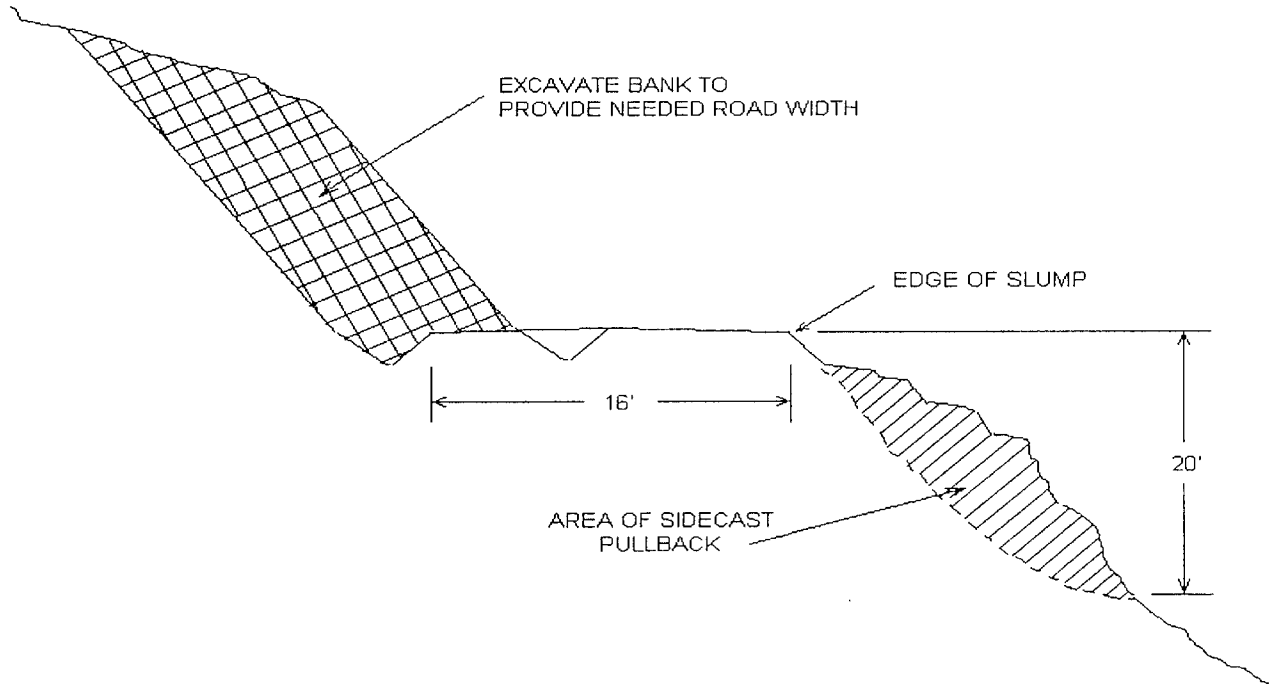 EXCAVATE BANK TO
PROVIDE NEEDED ROAD WIDTH
EDGE OF SLUMP
16'
20'
AREA OF SIDECAST
PULLBACK